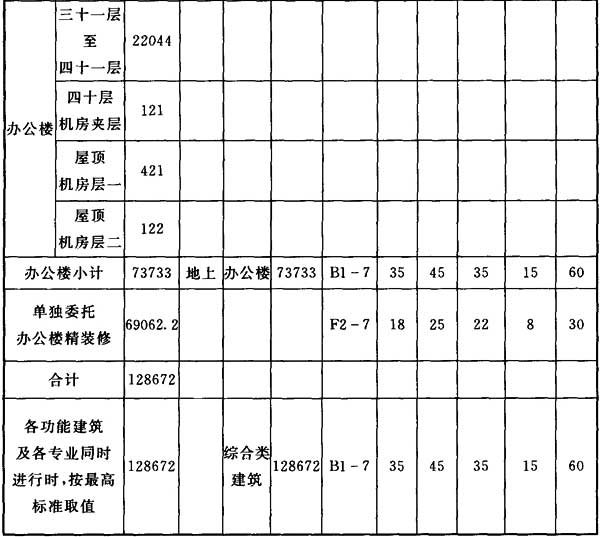 办公楼
三十一层
至
四十一层
22044
四十层
机房夹层
121
屋顶
机房层一
421
屋顶
机房层二
122
办公楼小计 73733 地上 办公楼 73733 B1-7 35 45 35 15 60
单独委托
办公楼精装修
69062.2 F2-7 18 25 22 8 30
合计 128672
各功能建筑
及各专业同时
进行时,按最高
标准取值
128672
综合类
建筑
128672 B1-7 35 45 35 15 60